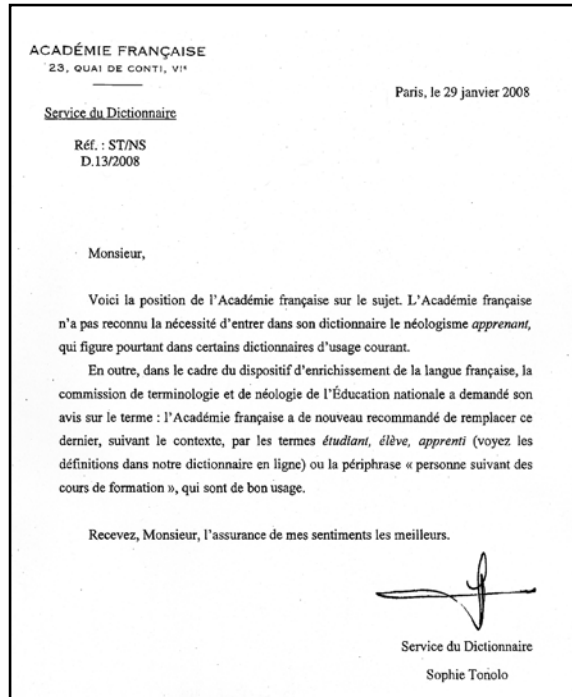 ACADÉMIE FRANÇAISE
23, QUAI DE CONTI, VIᵉ
Paris, le 29 janvier 2008
Service du Dictionnaire
Réf. : ST/NS
D.13/2008
Monsieur,
Voici la position de l’Académie française sur le sujet. L’Académie française
n’a pas reconnu la nécessité d’entrer dans son dictionnaire le néologisme apprenant,
qui figure pourtant dans certains dictionnaires d’usage courant.
En outre, dans le cadre du dispositif d’enrichissement de la langue française, la
commission de terminologie et de néologie de l’Éducation nationale a demandé son
avis sur le terme : l’Académie française a de nouveau recommandé de remplacer ce
dernier, suivant le contexte, par les termes étudiant, élève, apprenti (voyez les
définitions dans notre dictionnaire en ligne) ou la périphrase « personne suivant des
cours de formation », qui sont de bon usage.
Recevez, Monsieur, l’assurance de mes sentiments les meilleurs.
Service du Dictionnaire
Sophie Tonolo